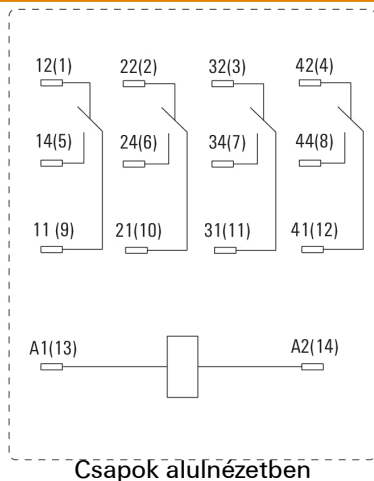 12(1) 22(2) 32(3) 42(4)
14(5) 24(6) 34(7) 44(8)
11 (9) 21(10) 31(11) 41(12)
A1(13) A2(14)
Csapok alulnézetben